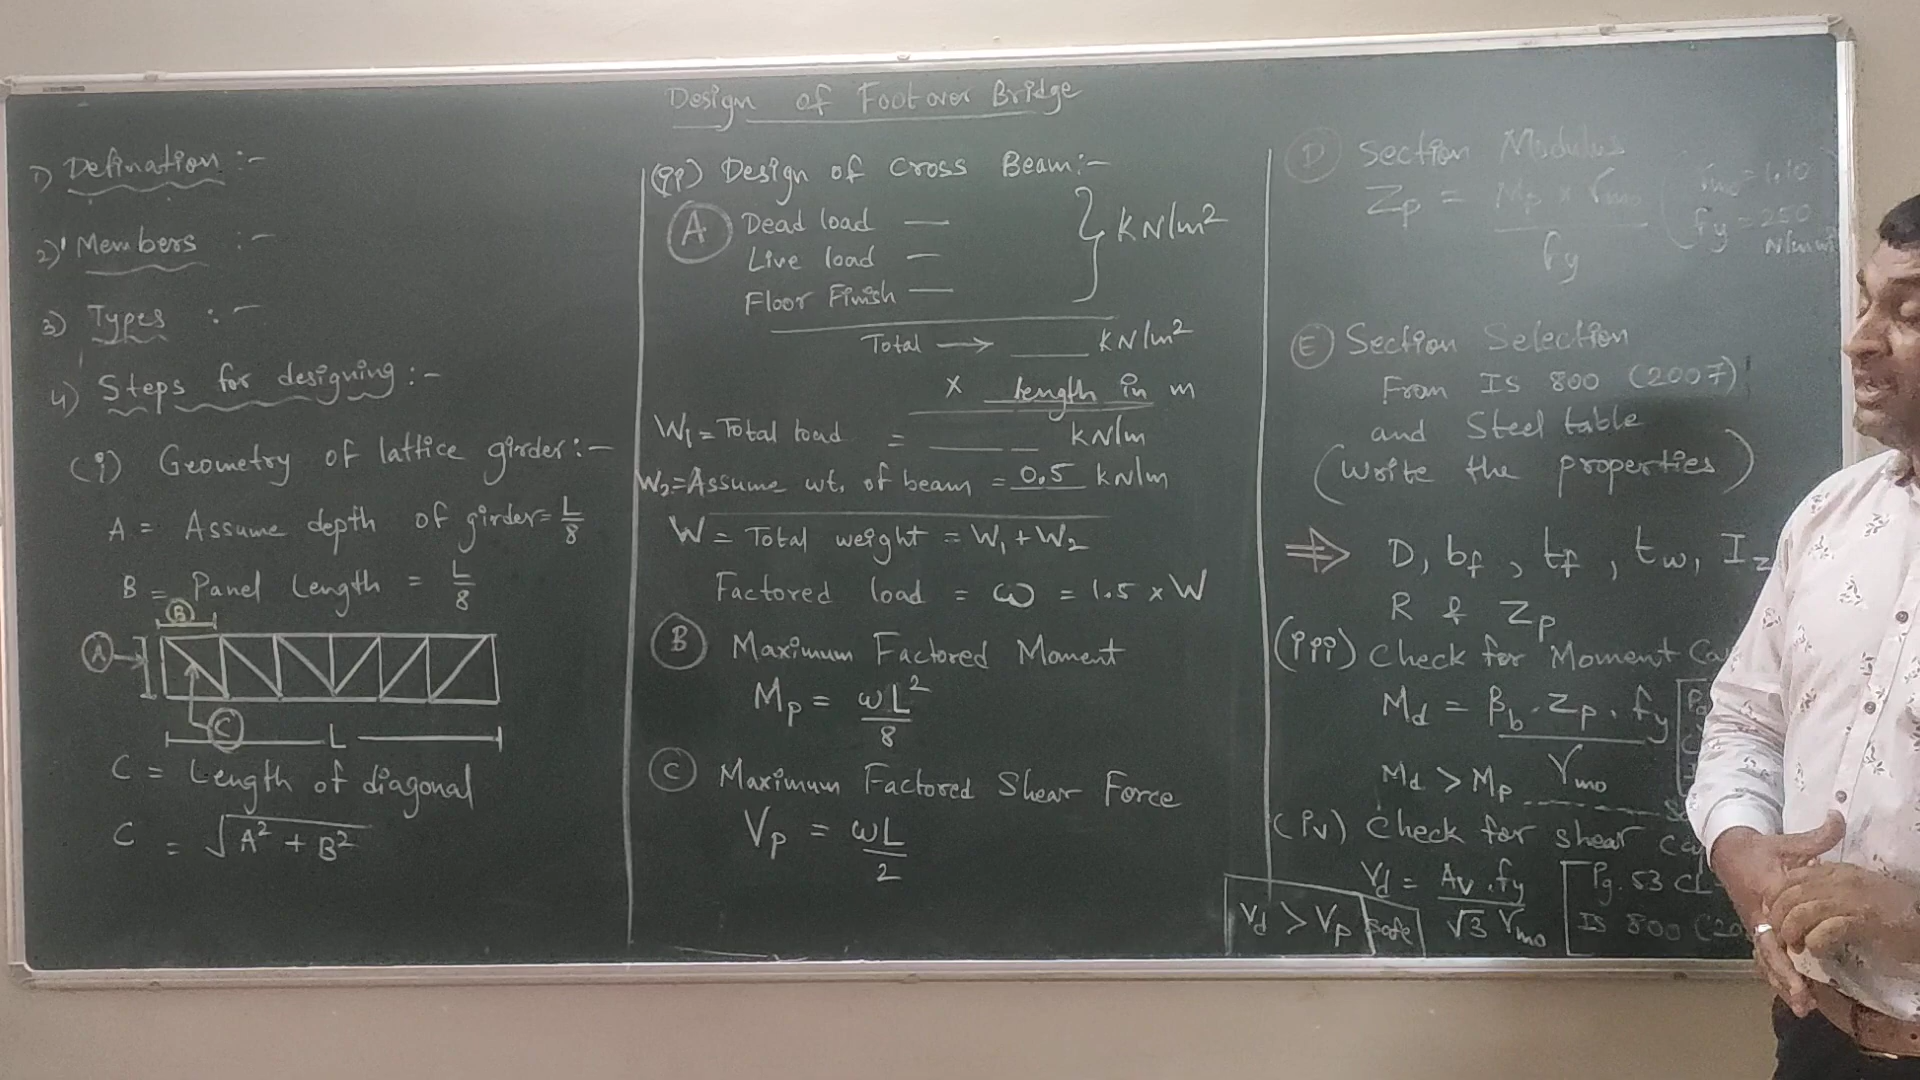 Design of Footover Bridge
1) Defination :-
2) Members :-
3) Types :-
4) Steps for designing :-
(i) Geometry of lattice girder :-
A = Assume depth of girder = L/8
B = Panel Length = L/8
B
A
C
L
C = Length of diagonal
C = √A² + B²
(ii) Design of Cross Beam :-
A Dead load — } KN/m²
Live load —
Floor Finish —
Total → ___ KN/m²
× length in m
W₁ = Total load = ___ KN/m
W₂ = Assume wt. of beam = 0.5 KN/m
W = Total weight = W₁ + W₂
Factored load = ω = 1.5 × W
B Maximum Factored Moment
Mp = ωL²/8
C Maximum Factored Shear Force
Vp = ωL/2
D Section Modulus
Zp = Mp × γmo / fy ( γmo = 1.10
fy = 250
N/mm²
E Section Selection
From IS 800 (2007)
and Steel table
(Write the properties)
⇒ D, bf, tf, tw, Iz
R & Zp
(iii) Check for Moment
Md = βb . Zp . fy / γmo
Md > Mp
(iv) Check for shear
Vd = Av . fy / √3 γmo
Pg. 53 Cl
IS 800
Vd > Vp Safe